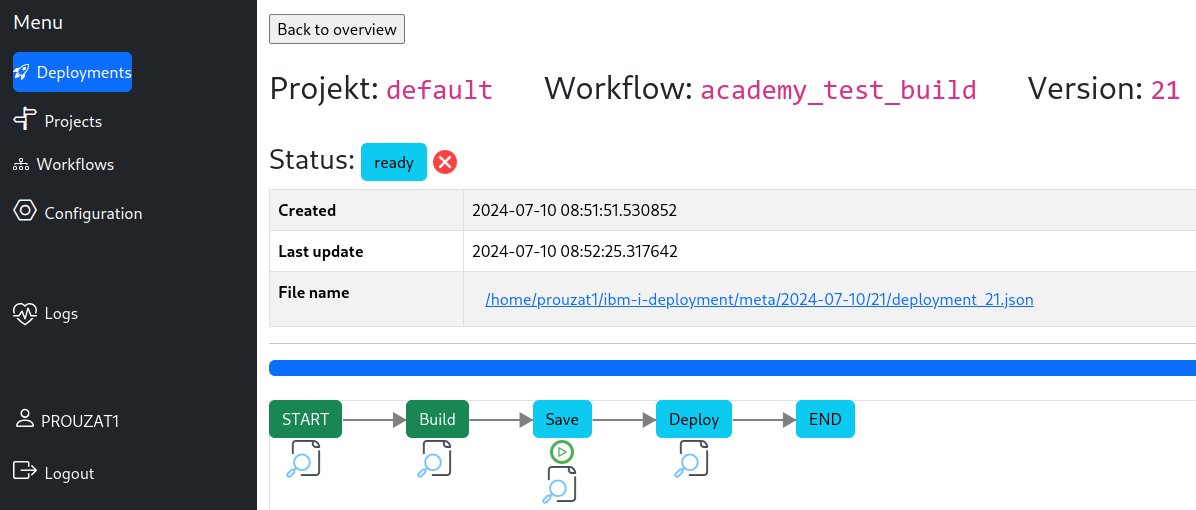 Menu
Deployments
Projects
Workflows
Configuration
Logs
PROUZAT1
Logout
Back to overview
Projekt: default Workflow: academy_test_build Version: 21
Status: ready
Created 2024-07-10 08:51:51.530852
Last update 2024-07-10 08:52:25.317642
File name /home/prouzat1/ibm-i-deployment/meta/2024-07-10/21/deployment_21.json
START Build Save Deploy END